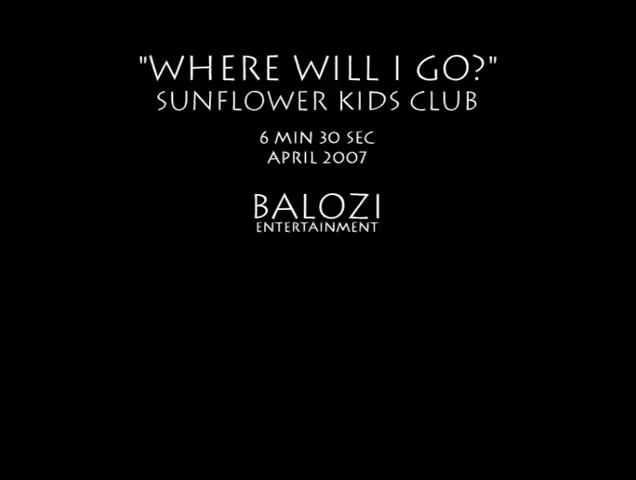 "WHERE WILL I GO?"
SUNFLOWER KIDS CLUB
6 MIN 30 SEC
APRIL 2007
BALOZI
ENTERTAINMENT